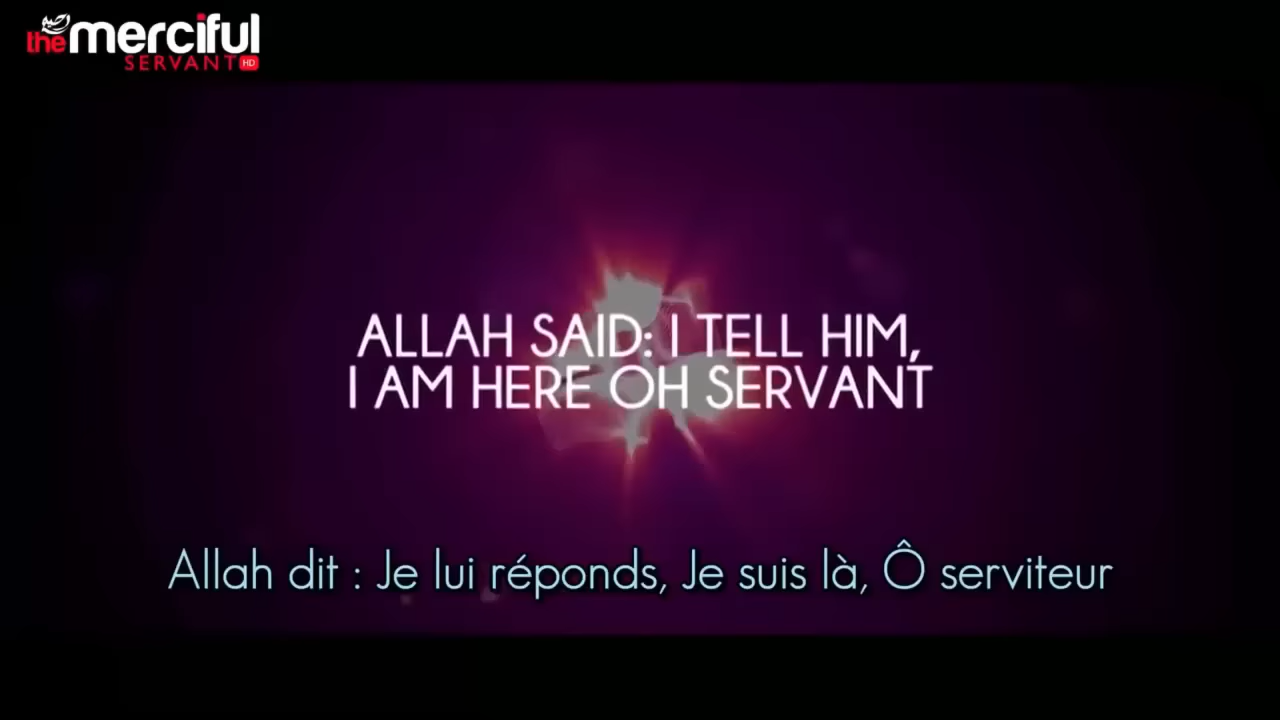 the merciful
SERVANT HD
ALLAH SAID: I TELL HIM,
I AM HERE OH SERVANT
Allah dit : Je lui réponds, Je suis là, Ô serviteur